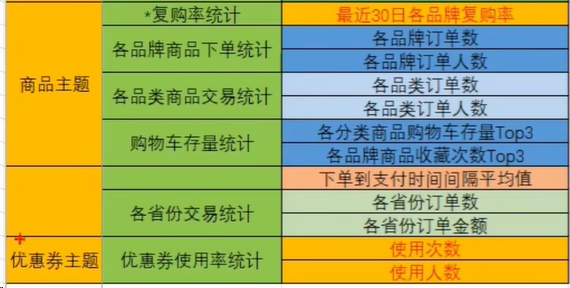 *复购率统计 最近30日各品牌复购率
各品牌商品下单统计 各品牌订单数
各品牌订单人数
商品主题 各品类商品交易统计 各品类订单数
各品类订单人数
购物车存量统计 各分类商品购物车存量Top3
各品牌商品收藏次数Top3
下单到支付时间间隔平均值
各省份交易统计 各省份订单数
各省份订单金额
优惠券主题 优惠券使用率统计 使用次数
使用人数